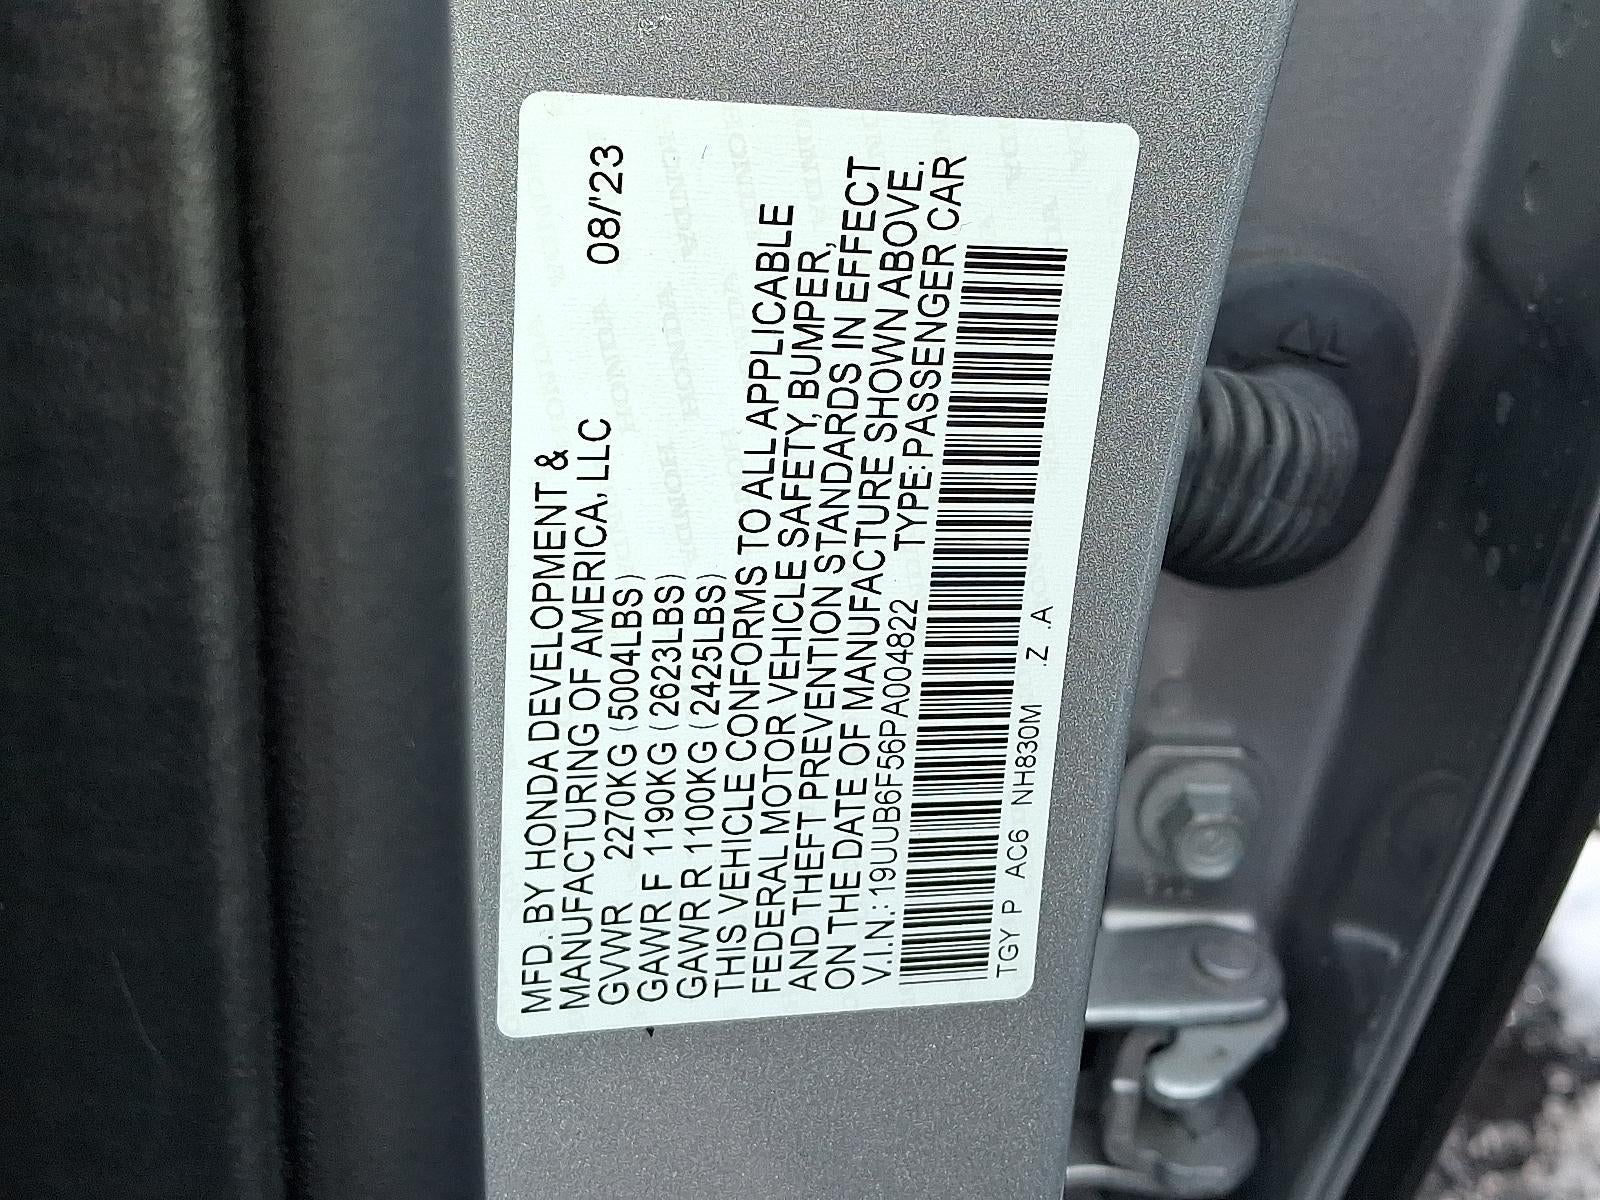 MFD. BY HONDA DEVELOPMENT &
MANUFACTURING OF AMERICA, LLC 08/'23
GVWR 2270KG (5004LBS)
GAWR F 1190KG (2623LBS)
GAWR R 1100KG (2425LBS)
THIS VEHICLE CONFORMS TO ALL APPLICABLE
FEDERAL MOTOR VEHICLE SAFETY, BUMPER,
AND THEFT PREVENTION STANDARDS IN EFFECT
ON THE DATE OF MANUFACTURE SHOWN ABOVE.
V.I.N.: 19UUB6F56PA004822 TYPE:PASSENGER CAR
TGY P AC6 NH830M .Z .A